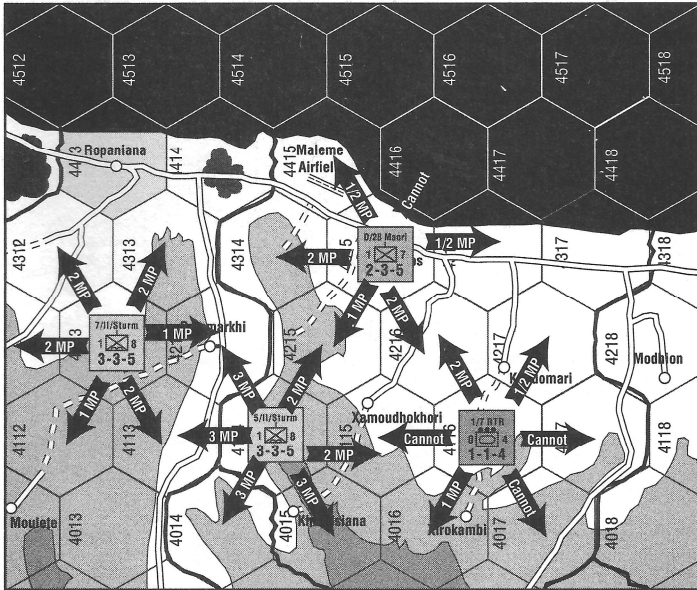 4512
4513
4514
4515
4516
4517
4518
Ropaniana
4414
4415
Maleme
Airfiel
4416
4417
4418
Cannot
1/2 MP
D/28 Maori
1 7
2-3-5
1/2 MP
2 MP
1 MP
2 MP
4312
4313
4314
4318
2 MP
2 MP
7/II/Sturm
1 8
3-3-5
1 MP
2 MP
1 MP
2 MP
4215
4216
4217
4218
Modhion
3 MP
2 MP
5/II/Sturm
1 8
3-3-5
3 MP
2 MP
3 MP
3 MP
Xamoudhokhori
2 MP
1/2 MP
1/7 RTR
0 4
1-1-4
Cannot
Cannot
1 MP
Cannot
4112
4113
4118
Mouiete
4013
4014
4015
4016
4017
4018